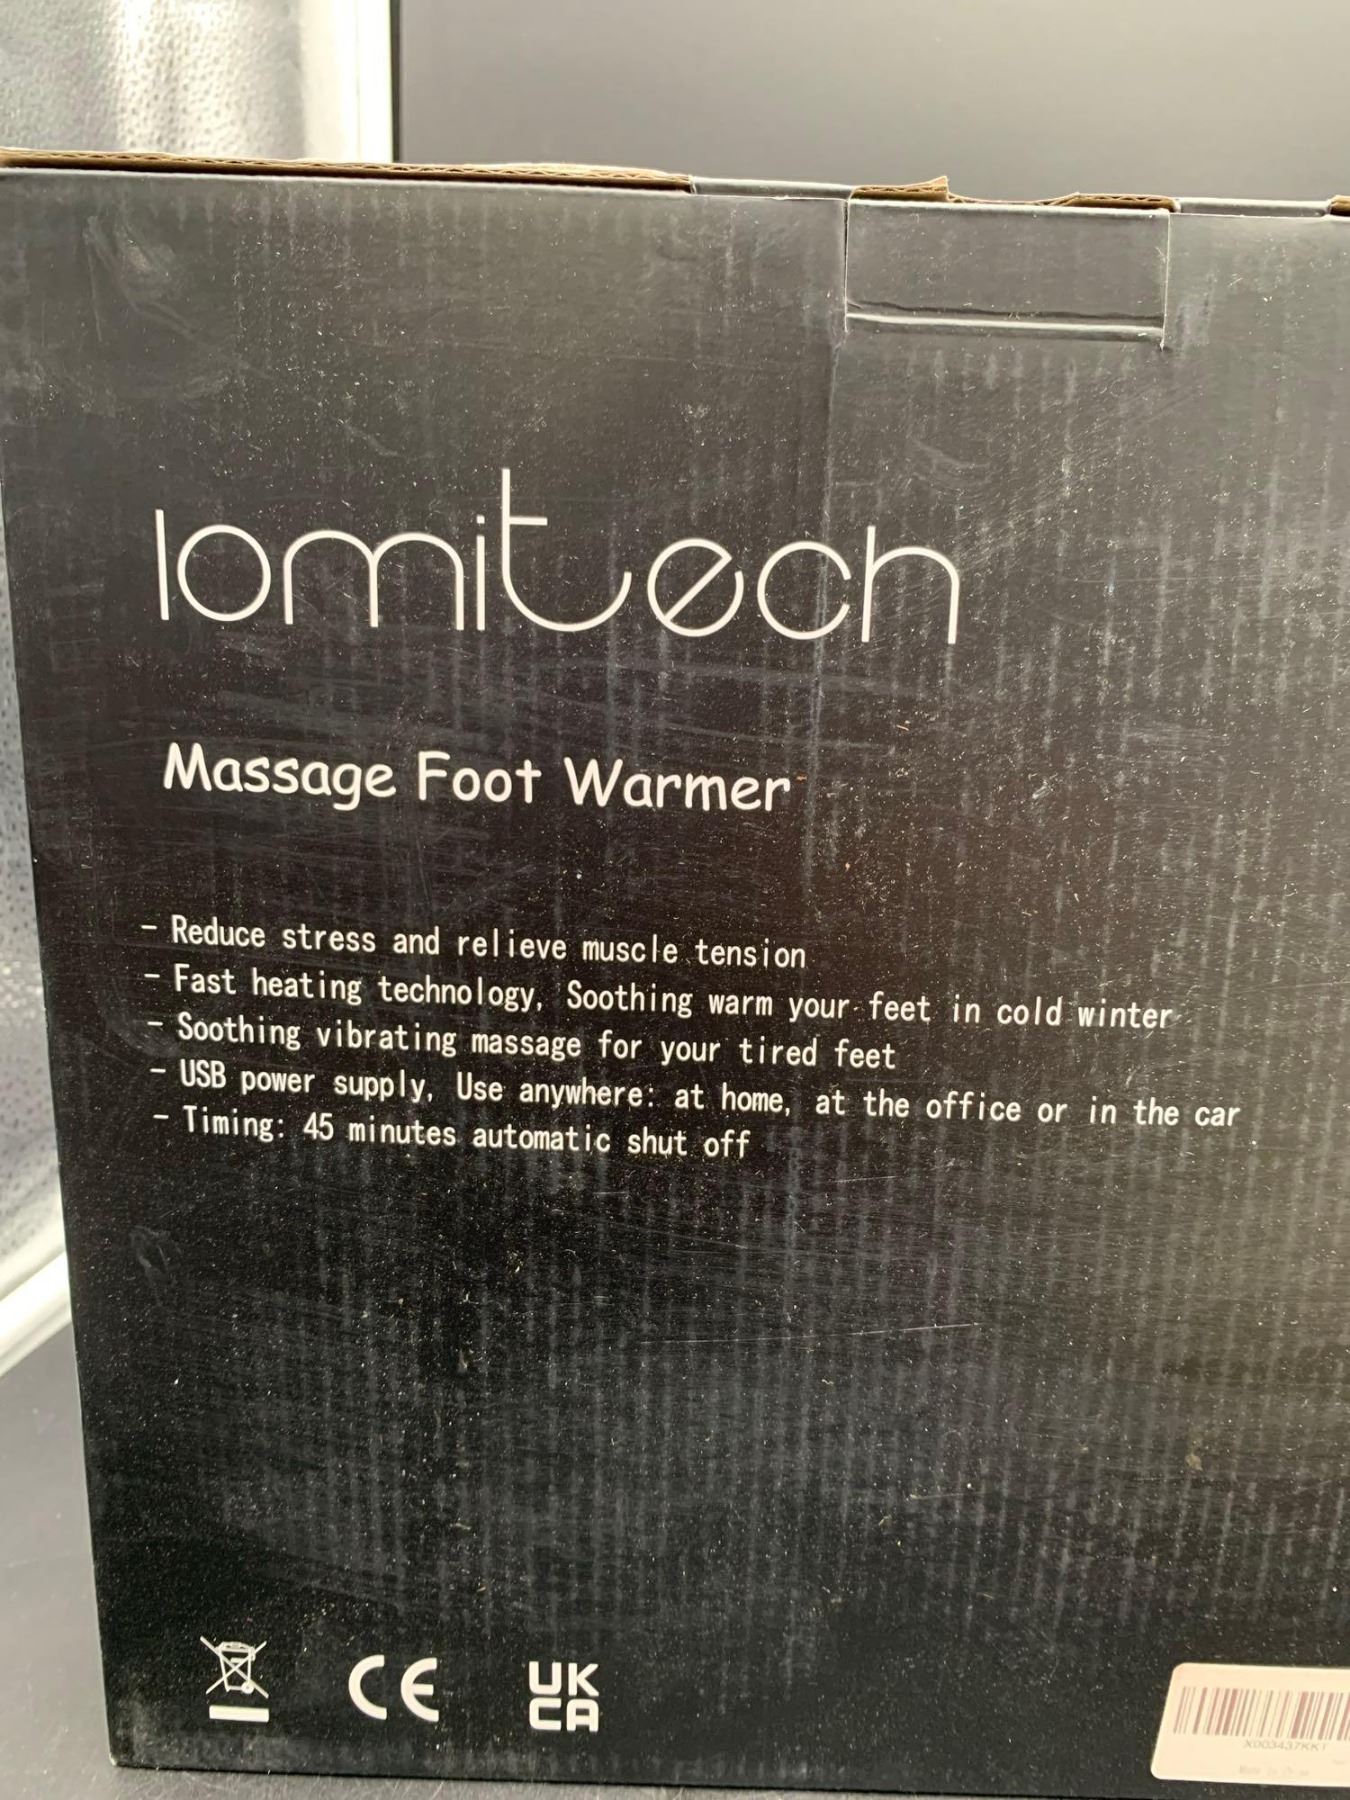 lomitech
Massage Foot Warmer
- Reduce stress and relieve muscle tension
- Fast heating technology, Soothing warm your feet in cold winter
- Soothing vibrating massage for your tired feet
- USB power supply, Use anywhere: at home, at the office or in the car
- Timing: 45 minutes automatic shut off
CE
UK
CA
X003437KK1